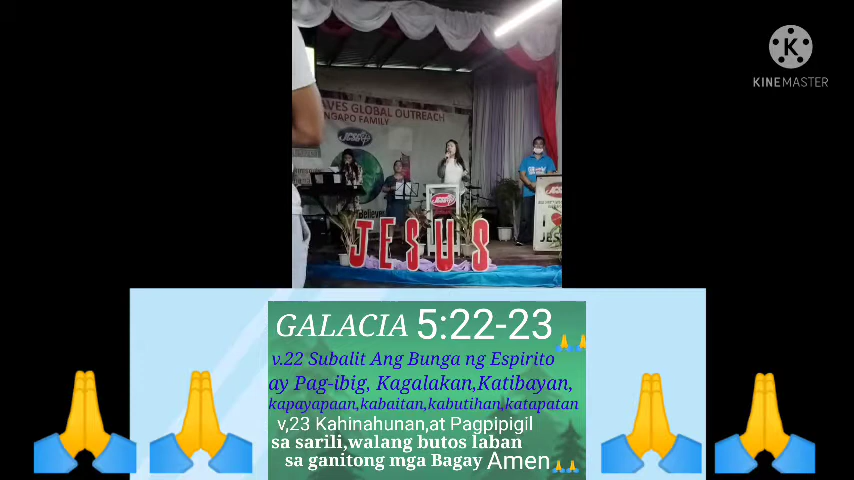 KINEMASTER
AVES GLOBAL OUTREACH
NGAPO FAMILY
JESUS
I
JES
GALACIA 5:22-23
v.22 Subalit Ang Bunga ng Espirito
ay Pag-ibig, Kagalakan,Katibayan,
kapayapaan,kabaitan,kabutihan,katapatan
v,23 Kahinahunan,at Pagpipigil
sa sarili,walang butos laban
sa ganitong mga Bagay Amen